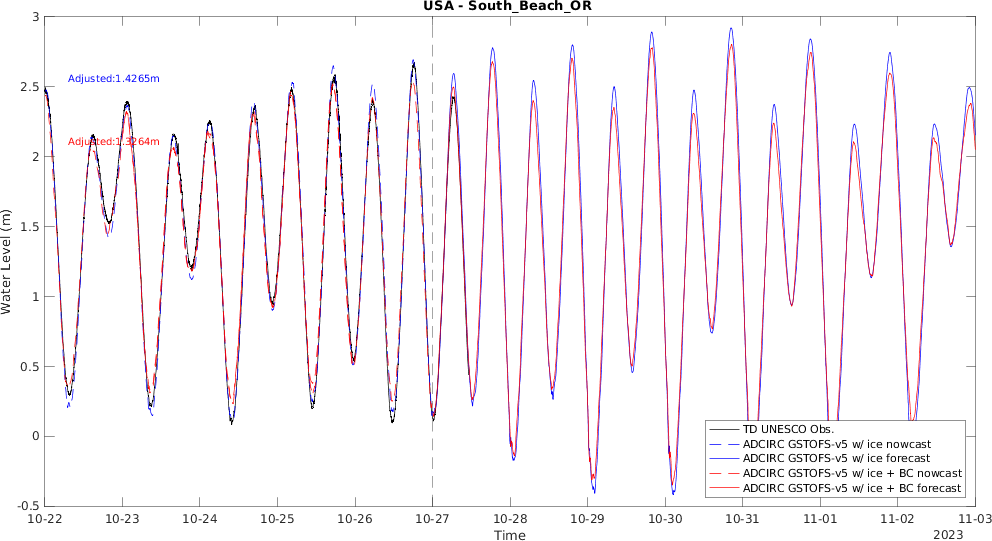 USA - South_Beach_OR
3
2.5
2
1.5
1
0.5
0
-0.5
Water Level (m)
Adjusted:1.4265m
Adjusted:1.3264m
TD UNESCO Obs.
ADCIRC GSTOFS-v5 w/ ice nowcast
ADCIRC GSTOFS-v5 w/ ice forecast
ADCIRC GSTOFS-v5 w/ ice + BC nowcast
ADCIRC GSTOFS-v5 w/ ice + BC forecast
10-22 10-23 10-24 10-25 10-26 10-27 10-28 10-29 10-30 10-31 11-01 11-02 11-03
Time
2023